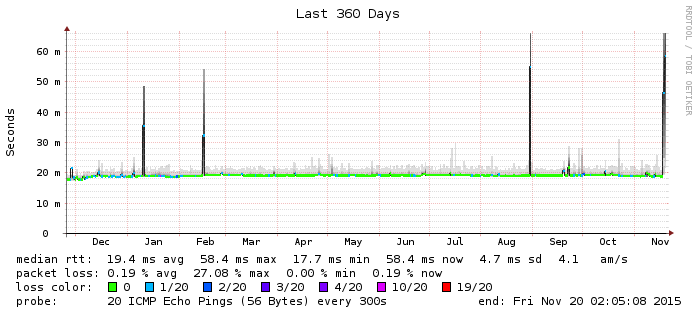 Last 360 Days
RRDTOOL / TOBI OETIKER
Seconds
60 m
50 m
40 m
30 m
20 m
10 m
0
Dec Jan Feb Mar Apr May Jun Jul Aug Sep Oct Nov
median rtt: 19.4 ms avg 58.4 ms max 17.7 ms min 58.4 ms now 4.7 ms sd 4.1 am/s
packet loss: 0.19 % avg 27.08 % max 0.00 % min 0.19 % now
loss color: 0 1/20 2/20 3/20 4/20 10/20 19/20
probe: 20 ICMP Echo Pings (56 Bytes) every 300s end: Fri Nov 20 02:05:08 2015